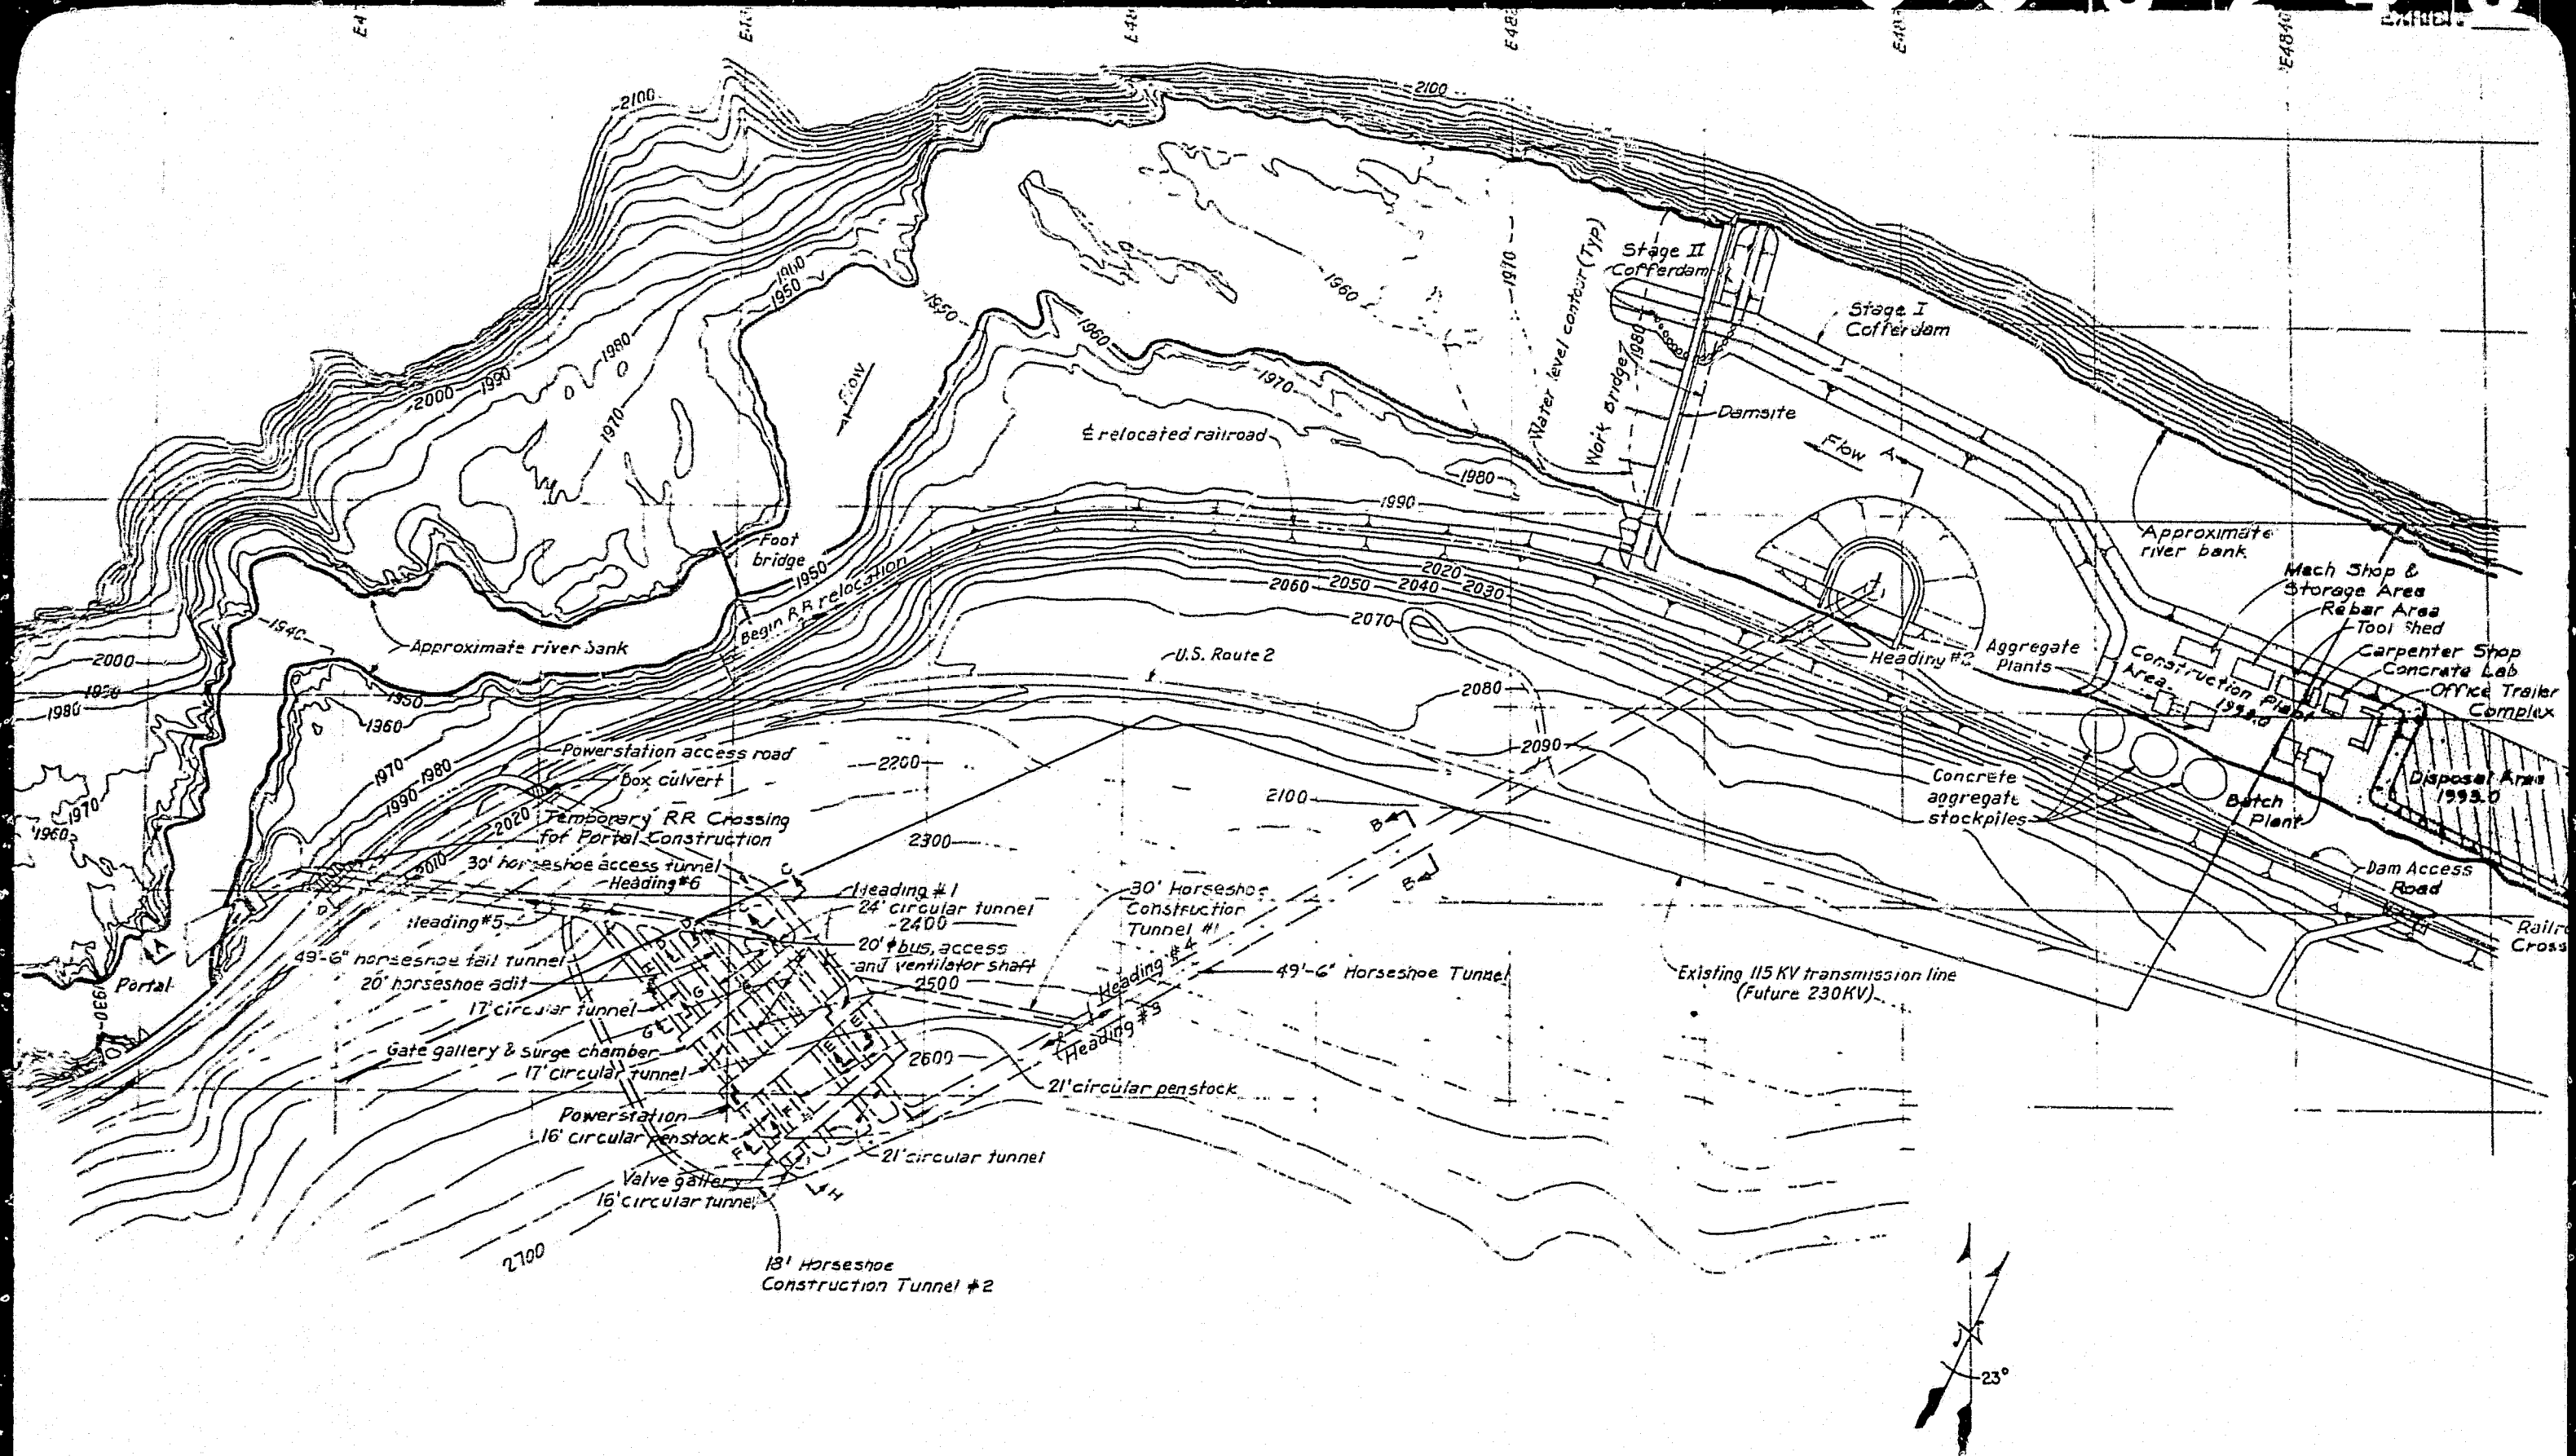 2100
2100
1960
1950
1950
1960
1960
1970
1970
1980
1980
1980
1990
2000
1970
1990
Water level contour (Typ)
Work Bridge
Stage II
Cofferdam
Stage I
Cofferdam
Damsite
Flow
Flow
A
℄ relocated railroad
Approximate
river bank
Foot
bridge
1950
Begin RR relocation
2020
2030
2040
2050
2060
2070
2080
2090
U.S. Route 2
Heading #2
Aggregate
Plants
Construction
Area
Construction Plant
1993.0
Mach Shop &
Storage Area
Rebar Area
Tool Shed
Carpenter Shop
Concrete Lab
Office Trailer
Complex
Disposal Area
1993.0
Batch
Plant
Concrete
aggregate
stockpiles
Dam Access
Road
1940
Approximate river bank
2000
1980
1950
1960
1970
1980
1990
2020
2010
1970
1960
1930
Powerstation access road
Box culvert
Temporary RR Crossing
for Portal Construction
30' horseshoe access tunnel
Heading #6
Heading #5
49'-6" horseshoe tail tunnel
20' horseshoe adit
17' circular tunnel
Gate gallery & surge chamber
17' circular tunnel
Powerstation
16' circular penstock
Valve gallery
16' circular tunnel
18' Horseshoe
Construction Tunnel #2
Portal
A
2100
2200
2300
Heading #1
24' circular tunnel
2400
20' ɸ bus, access
and ventilator shaft
2500
2600
2700
30' Horseshoe
Construction
Tunnel #1
Heading #4
Heading #3
49'-6" Horseshoe Tunnel
21' circular penstock
21' circular tunnel
B
B
C
G
G
E
E
F
F
H
Existing 115 KV transmission line
(Future 230KV)
N
23°